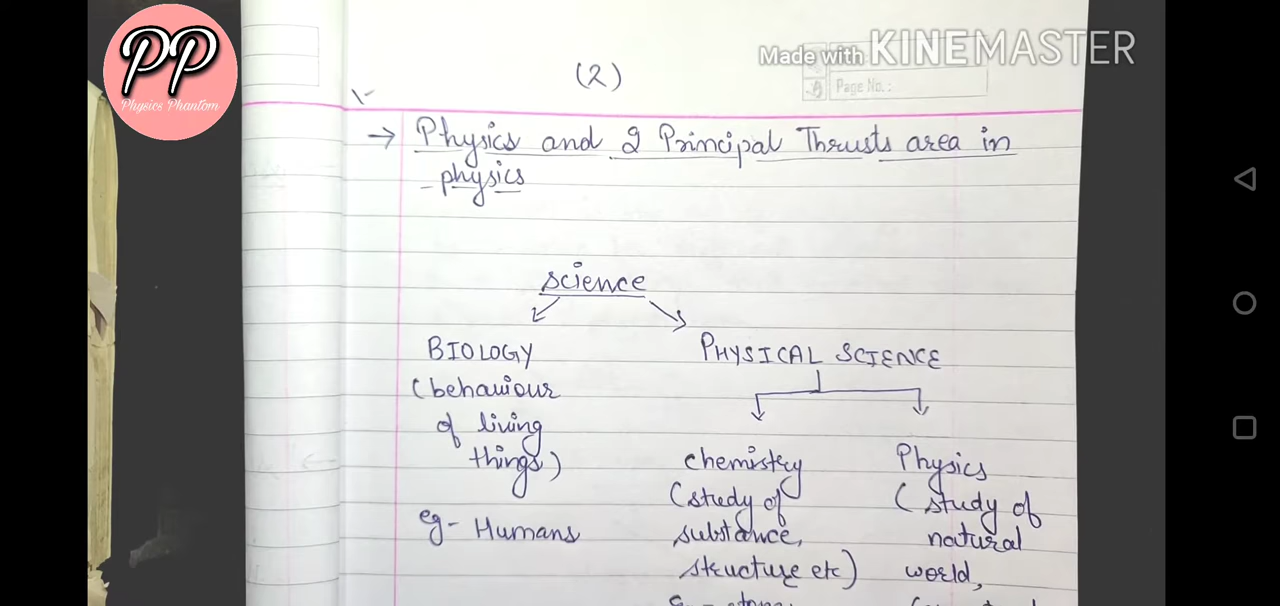 PP
Physics Phantom
Made with KINEMASTER
(2)
Page No.:
→ Physics and 2 Principal Thrusts area in
physics
science
BIOLOGY
(behaviour
of living
things)
eg- Humans
PHYSICAL SCIENCE
chemistry
(study of
substance,
structure etc)
Physics
(study of
natural
world,